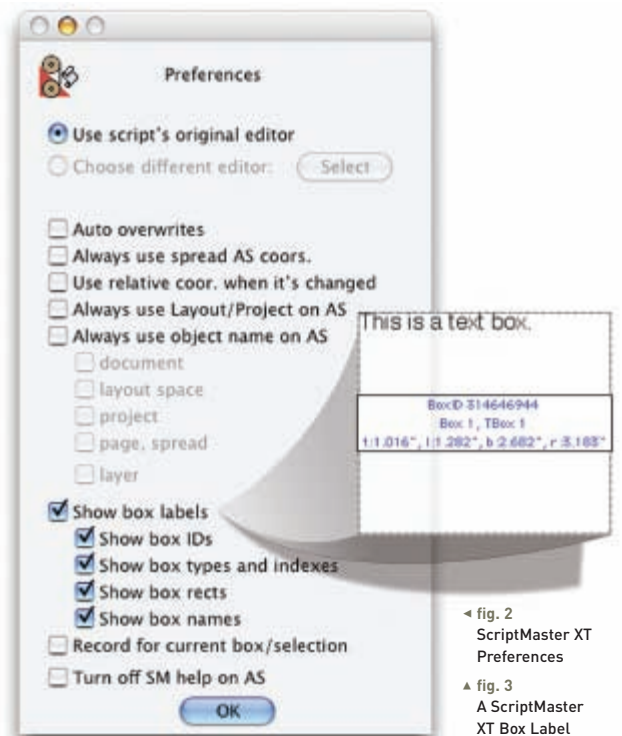 Preferences
Use script's original editor
Choose different editor: Select
Auto overwrites
Always use spread AS coors.
Use relative coor. when it's changed
Always use Layout/Project on AS
Always use object name on AS
document
layout space
project
page, spread
layer
Show box labels
Show box IDs
Show box types and indexes
Show box rects
Show box names
Record for current box/selection
Turn off SM help on AS
OK
This is a text box.
BoxID 314646944
Box 1, TBox 1
t:1.016", l:1.282", b:2.682", r:3.183"
◄ fig. 2
ScriptMaster XT
Preferences
▲ fig. 3
A ScriptMaster
XT Box Label